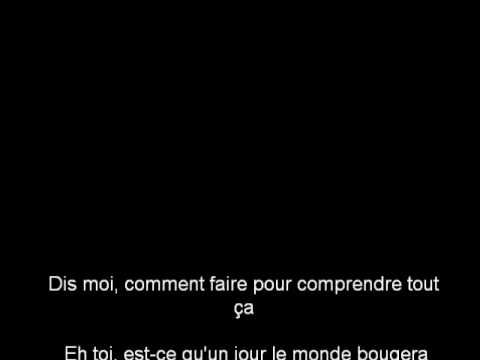 Dis moi, comment faire pour comprendre tout
ça
Eh toi, est-ce qu'un jour le monde bougera